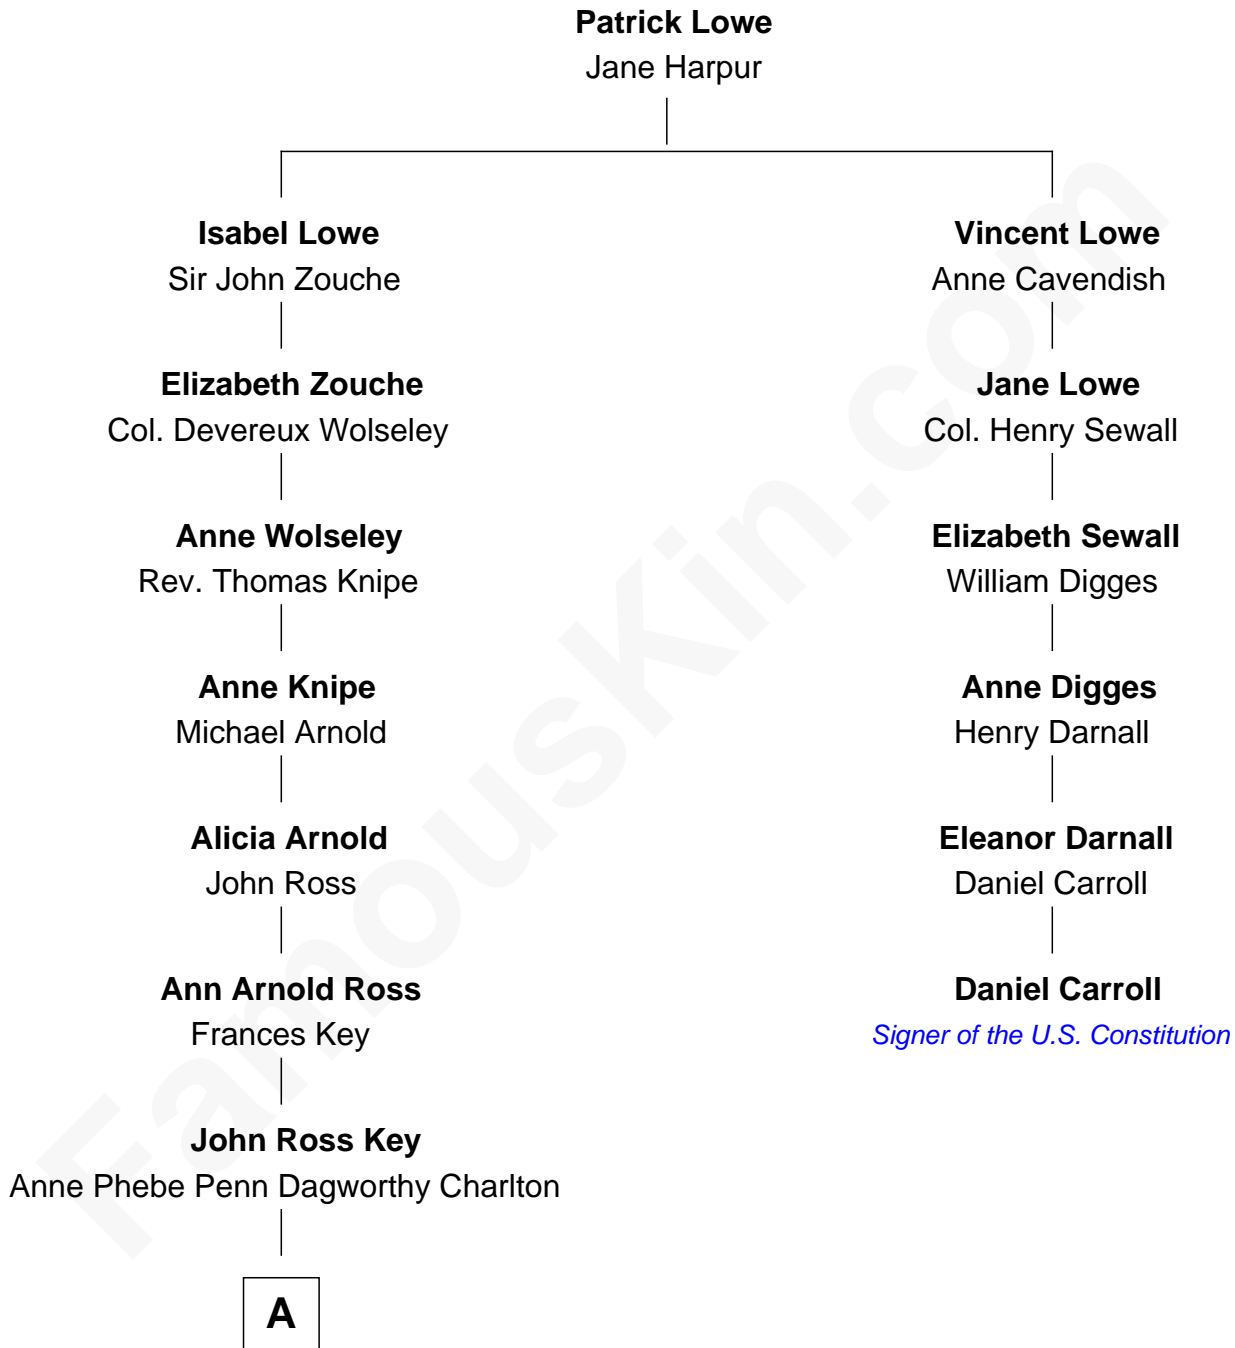 Patrick Lowe
Jane Harpur
Isabel Lowe
Sir John Zouche
Vincent Lowe
Anne Cavendish
Elizabeth Zouche
Col. Devereux Wolseley
Jane Lowe
Col. Henry Sewall
Anne Wolseley
Rev. Thomas Knipe
Elizabeth Sewall
William Digges
Anne Knipe
Michael Arnold
Anne Digges
Henry Darnall
Alicia Arnold
John Ross
Eleanor Darnall
Daniel Carroll
Ann Arnold Ross
Frances Key
Daniel Carroll
Signer of the U.S. Constitution
John Ross Key
Anne Phebe Penn Dagworthy Charlton
A
FamousKin.com